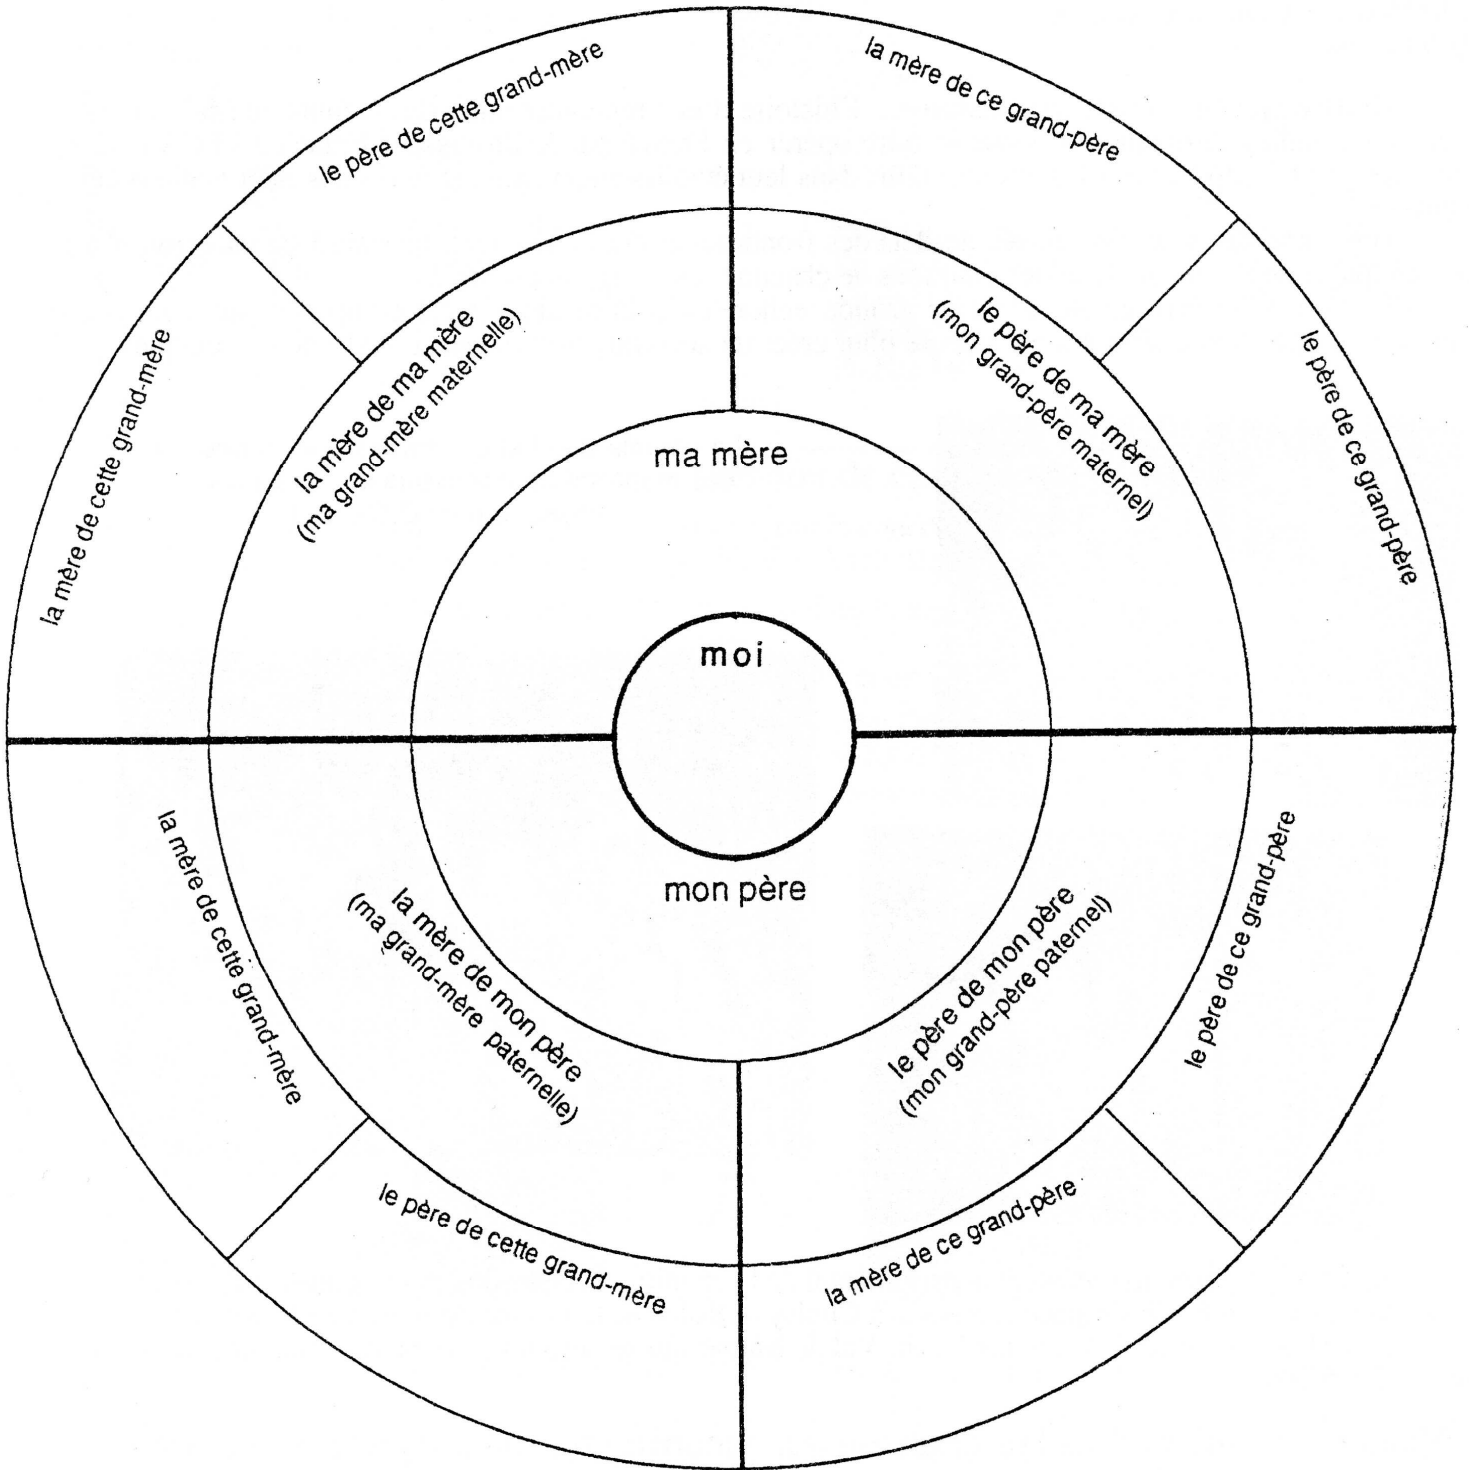 le père de cette grand-mère
la mère de ce grand-père
la mère de cette grand-mère
la mère de ma mère
(ma grand-mère maternelle)
le père de ma mère
(mon grand-père maternel)
le père de ce grand-père
ma mère
moi
mon père
la mère de cette grand-mère
la mère de mon père
(ma grand-mère paternelle)
le père de mon père
(mon grand-père paternel)
le père de ce grand-père
le père de cette grand-mère
la mère de ce grand-père